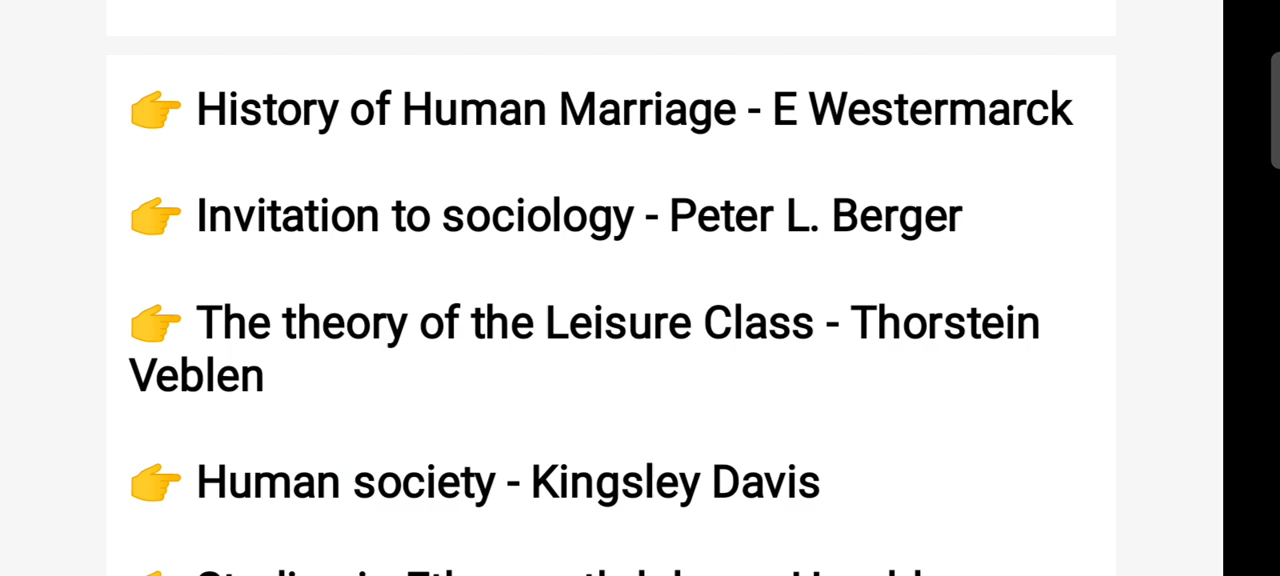 👉 History of Human Marriage - E Westermarck
👉 Invitation to sociology - Peter L. Berger
👉 The theory of the Leisure Class - Thorstein
Veblen
👉 Human society - Kingsley Davis